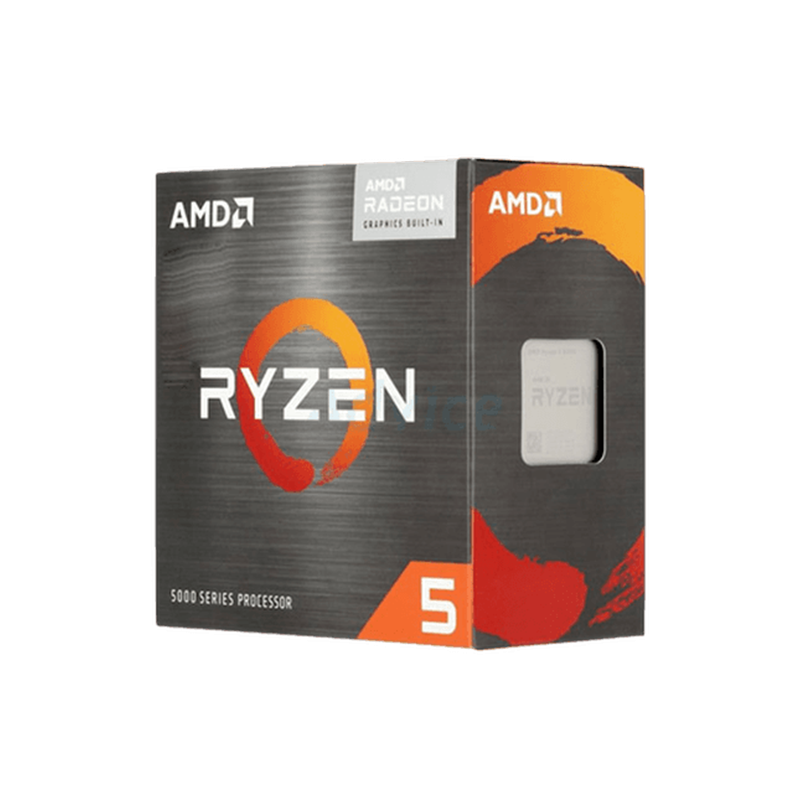 AMD
AMD
RADEON
GRAPHICS BUILT-IN
RYZEN
5000 SERIES PROCESSOR
5
AMD
RYZEN